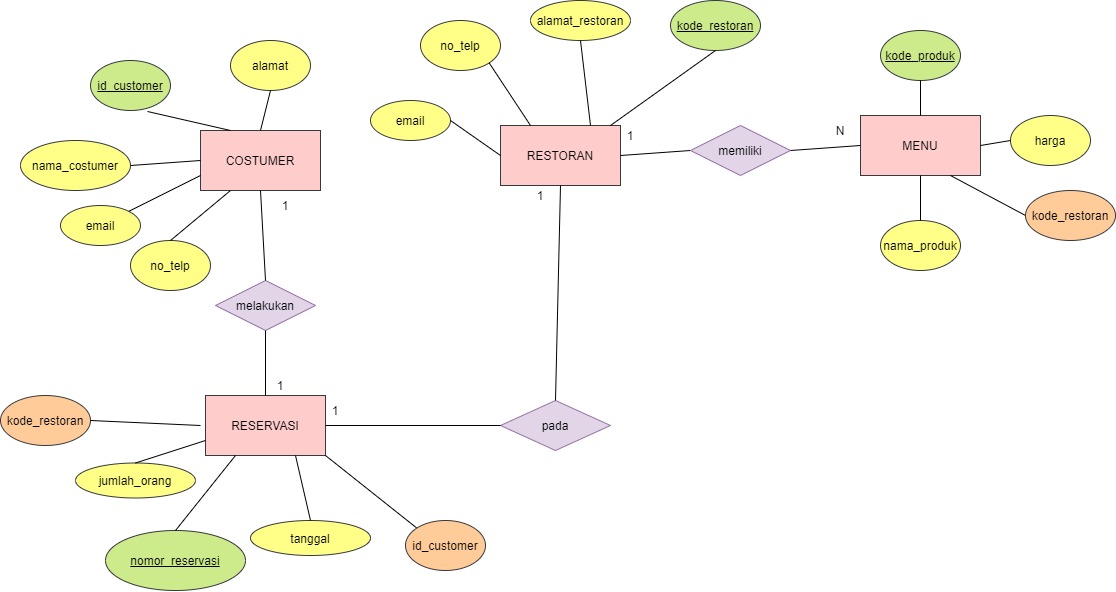 alamat_restoran
kode_restoran
no_telp
kode_produk
alamat
id_customer
email
1
N
RESTORAN
memiliki
MENU
harga
nama_costumer
COSTUMER
1
1
kode_restoran
email
no_telp
nama_produk
melakukan
1
1
kode_restoran
RESERVASI
pada
jumlah_orang
nomor_reservasi
tanggal
id_customer